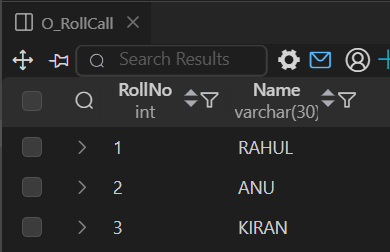 O_RollCall
Search Results
RollNo Name
int varchar(30)
1 RAHUL
2 ANU
3 KIRAN